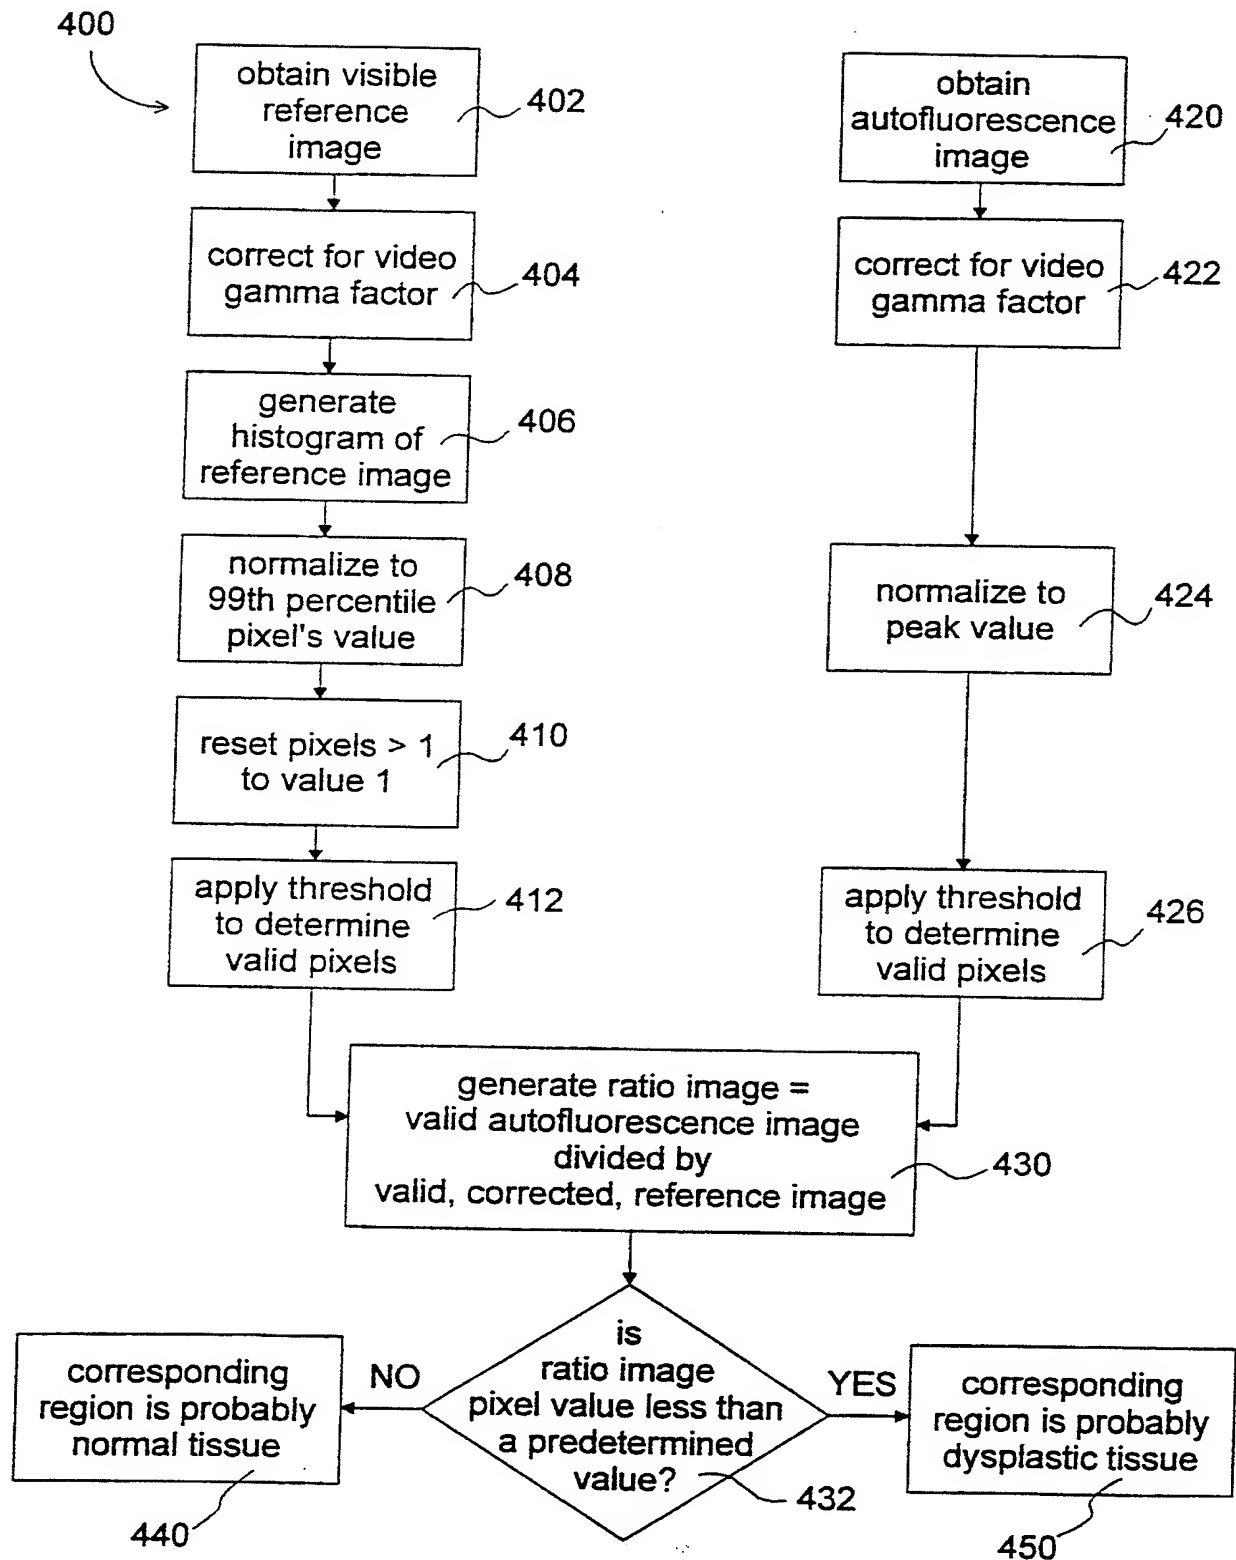 400
obtain visible
reference
image
402
correct for video
gamma factor
404
generate
histogram of
reference image
406
normalize to
99th percentile
pixel's value
408
reset pixels > 1
to value 1
410
apply threshold
to determine
valid pixels
412
obtain
autofluorescence
image
420
correct for video
gamma factor
422
normalize to
peak value
424
apply threshold
to determine
valid pixels
426
generate ratio image =
valid autofluorescence image
divided by
valid, corrected, reference image
430
is
ratio image
pixel value less than
a predetermined
value?
432
NO
corresponding
region is probably
normal tissue
440
YES
corresponding
region is probably
dysplastic tissue
450